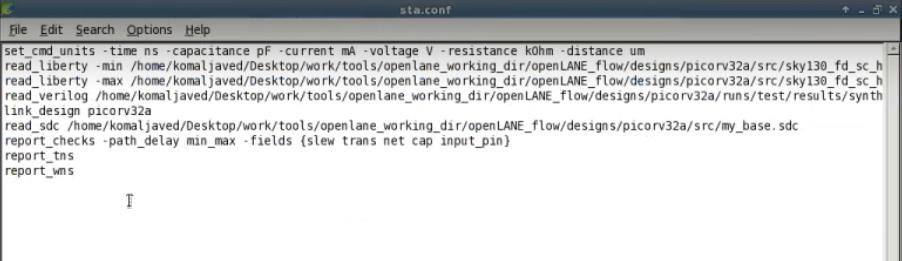 sta.conf
File Edit Search Options Help
set_cmd_units -time ns -capacitance pF -current mA -voltage V -resistance kOhm -distance um
read_liberty -min /home/komaljaved/Desktop/work/tools/openlane_working_dir/openLANE_flow/designs/picorv32a/src/sky130_fd_sc_h
read_liberty -max /home/komaljaved/Desktop/work/tools/openlane_working_dir/openLANE_flow/designs/picorv32a/src/sky130_fd_sc_h
read_verilog /home/komaljaved/Desktop/work/tools/openlane_working_dir/openLANE_flow/designs/picorv32a/runs/test/results/synth
link_design picorv32a
read_sdc /home/komaljaved/Desktop/work/tools/openlane_working_dir/openLANE_flow/designs/picorv32a/src/my_base.sdc
report_checks -path_delay min_max -fields {slew trans net cap input_pin}
report_tns
report_wns